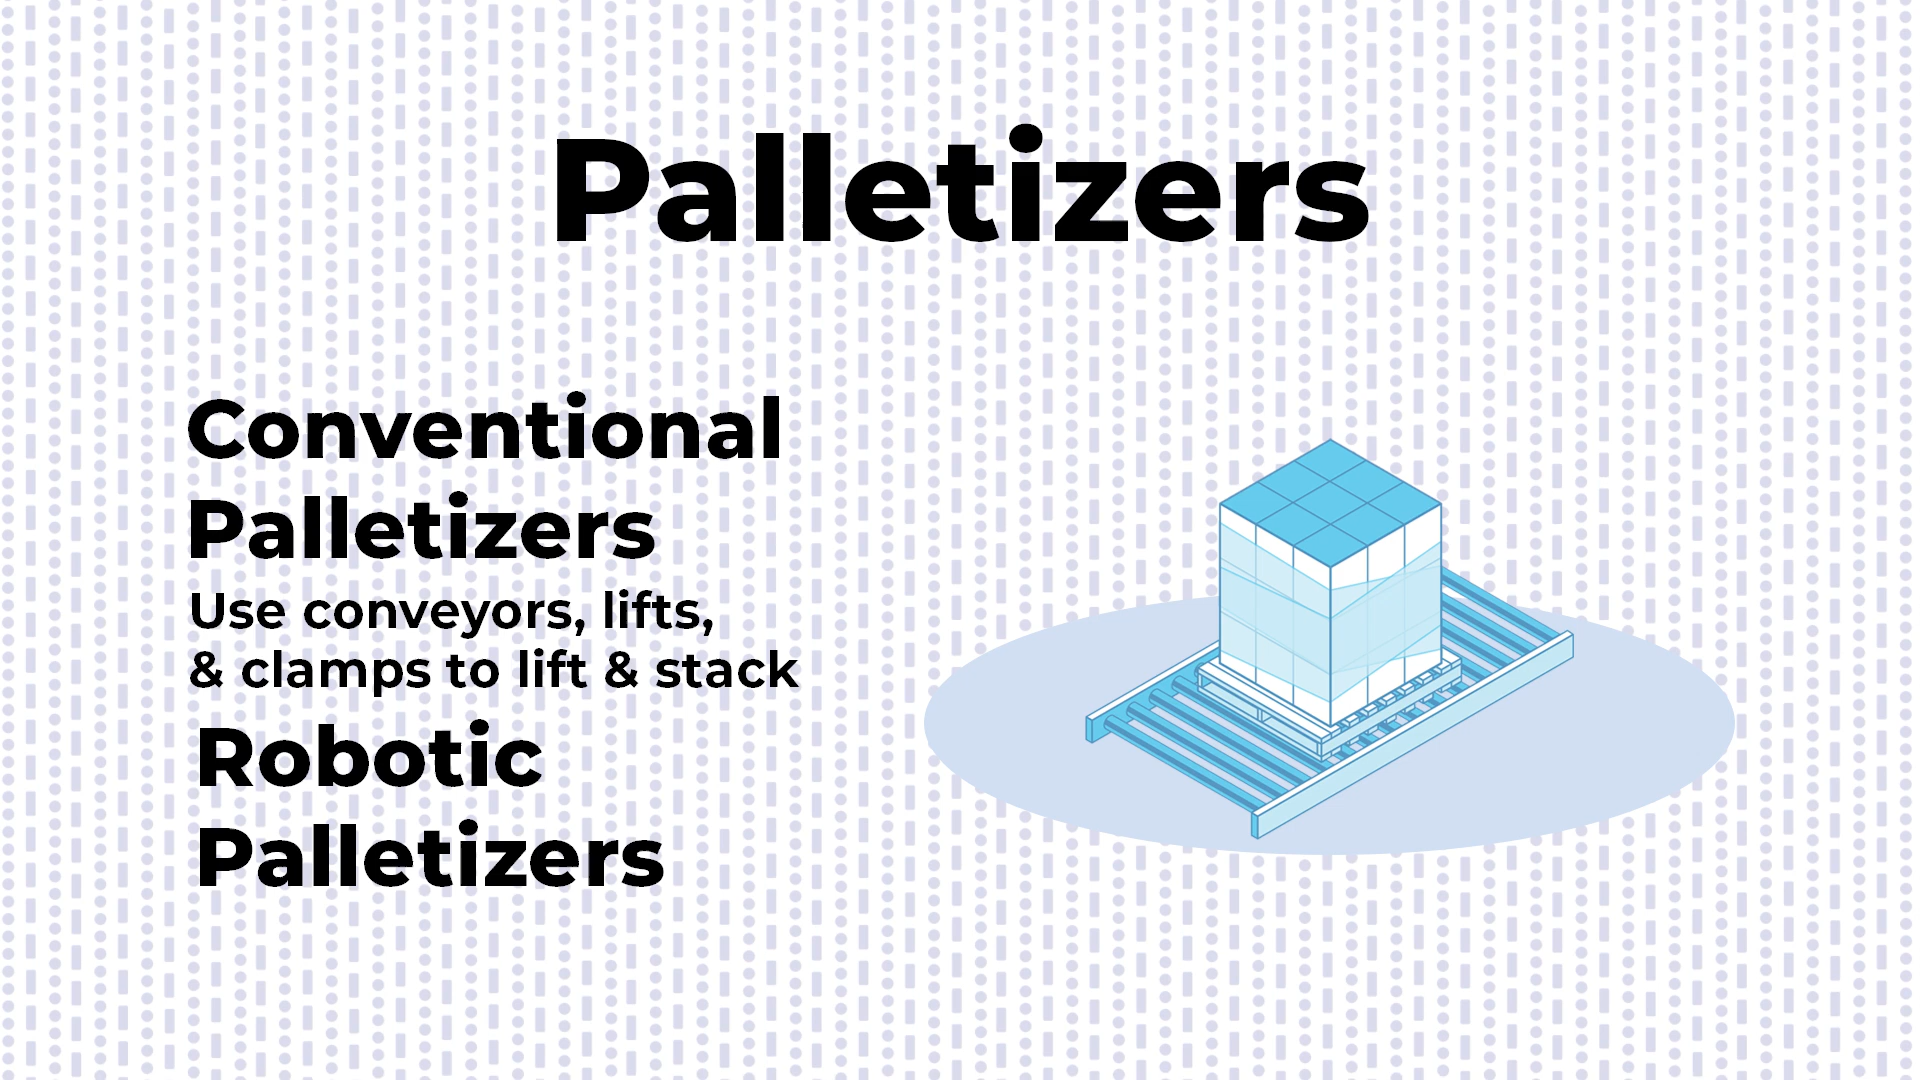 Palletizers
Conventional
Palletizers
Use conveyors, lifts,
& clamps to lift & stack
Robotic
Palletizers